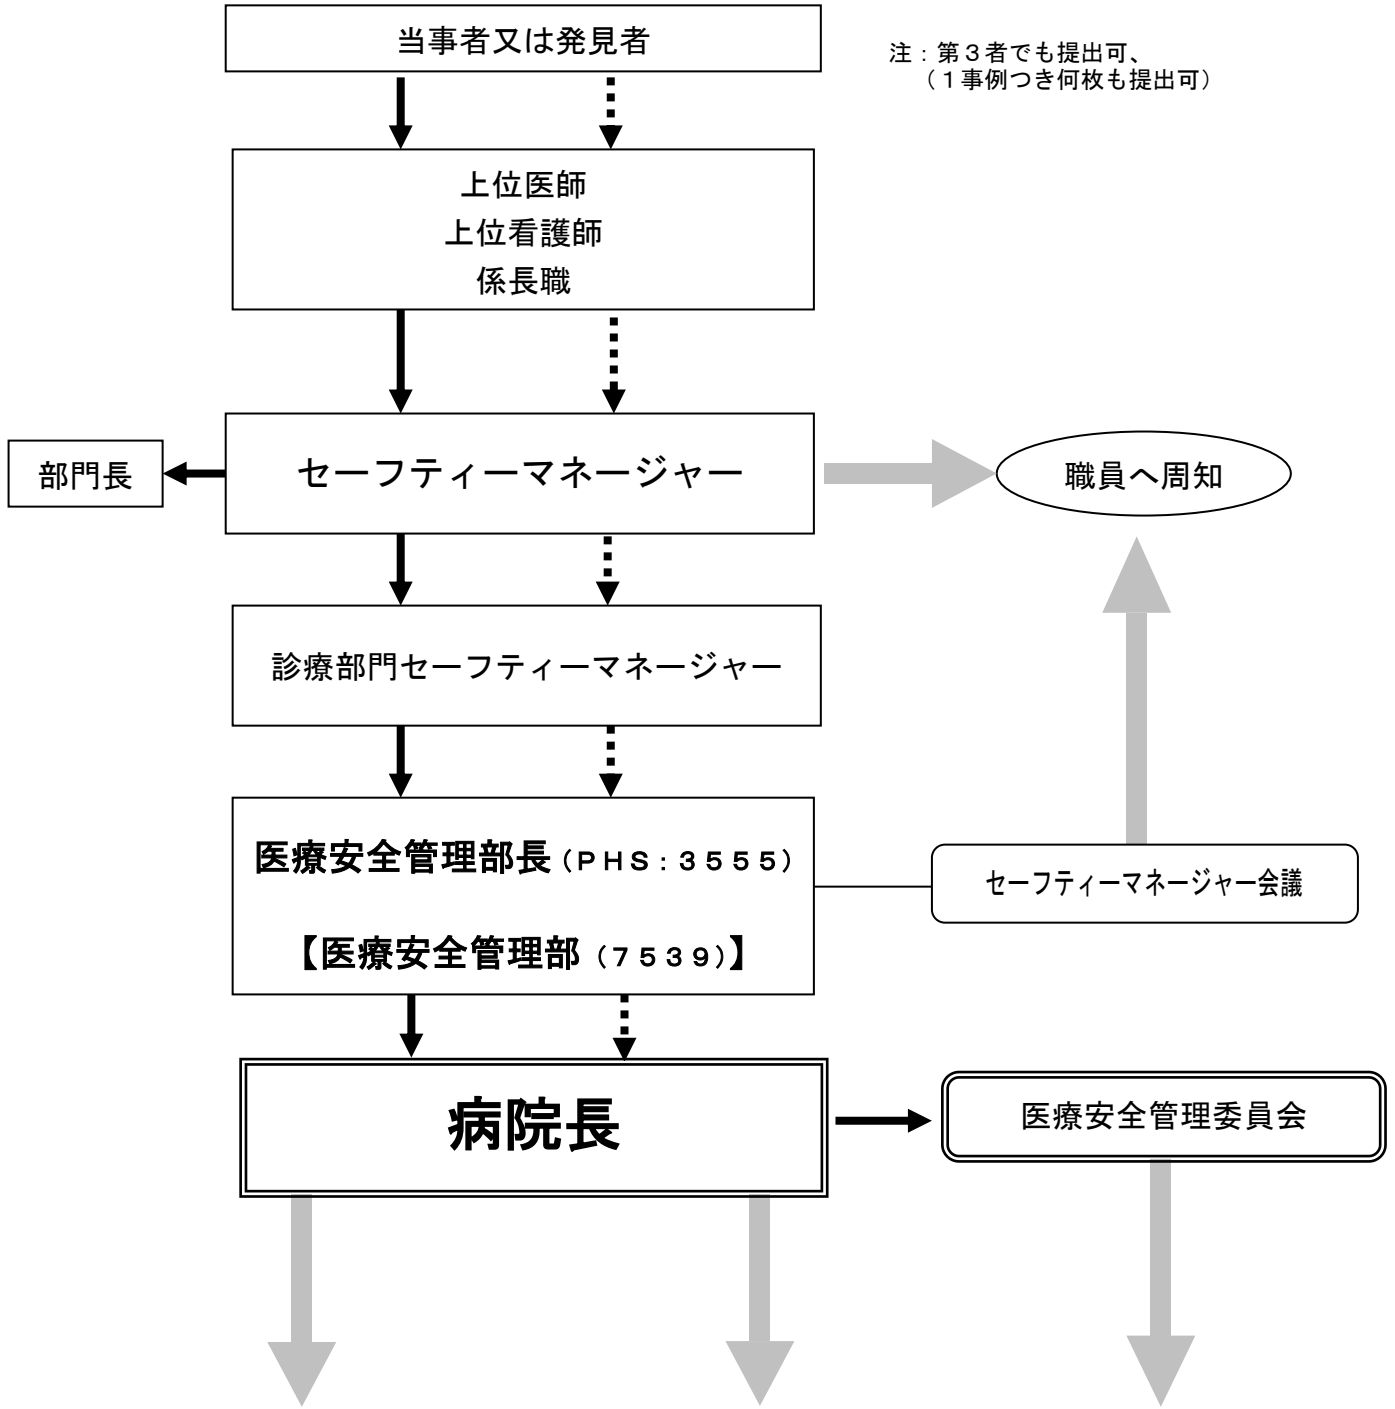 当事者又は発見者
注：第３者でも提出可、
（１事例つき何枚も提出可）
上位医師
上位看護師
係長職
部門長
セーフティーマネージャー
職員へ周知
診療部門セーフティーマネージャー
医療安全管理部長（ＰＨＳ：３５５５）
【医療安全管理部（７５３９）】
セーフティーマネージャー会議
病院長
医療安全管理委員会